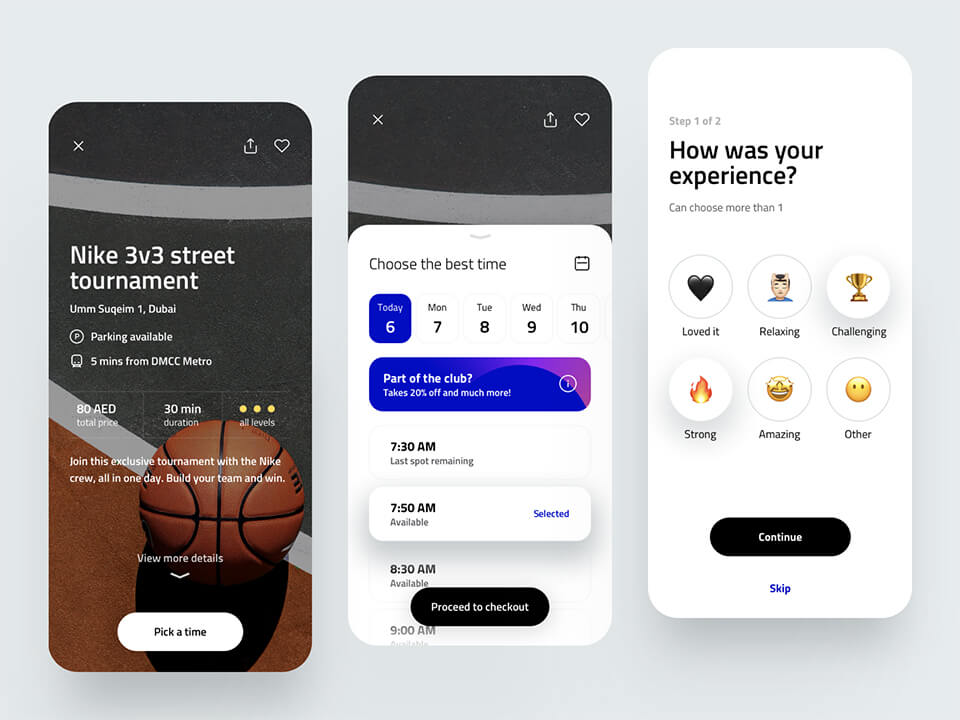 Nike 3v3 street
tournament
Umm Suqeim 1, Dubai
P Parking available
5 mins from DMCC Metro
80 AED
total price
30 min
duration
all levels
Join this exclusive tournament with the Nike
crew, all in one day. Build your team and win.
View more details
Pick a time
Choose the best time
Today
6
Mon
7
Tue
8
Wed
9
Thu
10
Part of the club?
Takes 20% off and much more!
i
7:30 AM
Last spot remaining
7:50 AM
Available
Selected
8:30 AM
Available
Proceed to checkout
9:00 AM
Available
Step 1 of 2
How was your
experience?
Can choose more than 1
Loved it
Relaxing
Challenging
Strong
Amazing
Other
Continue
Skip